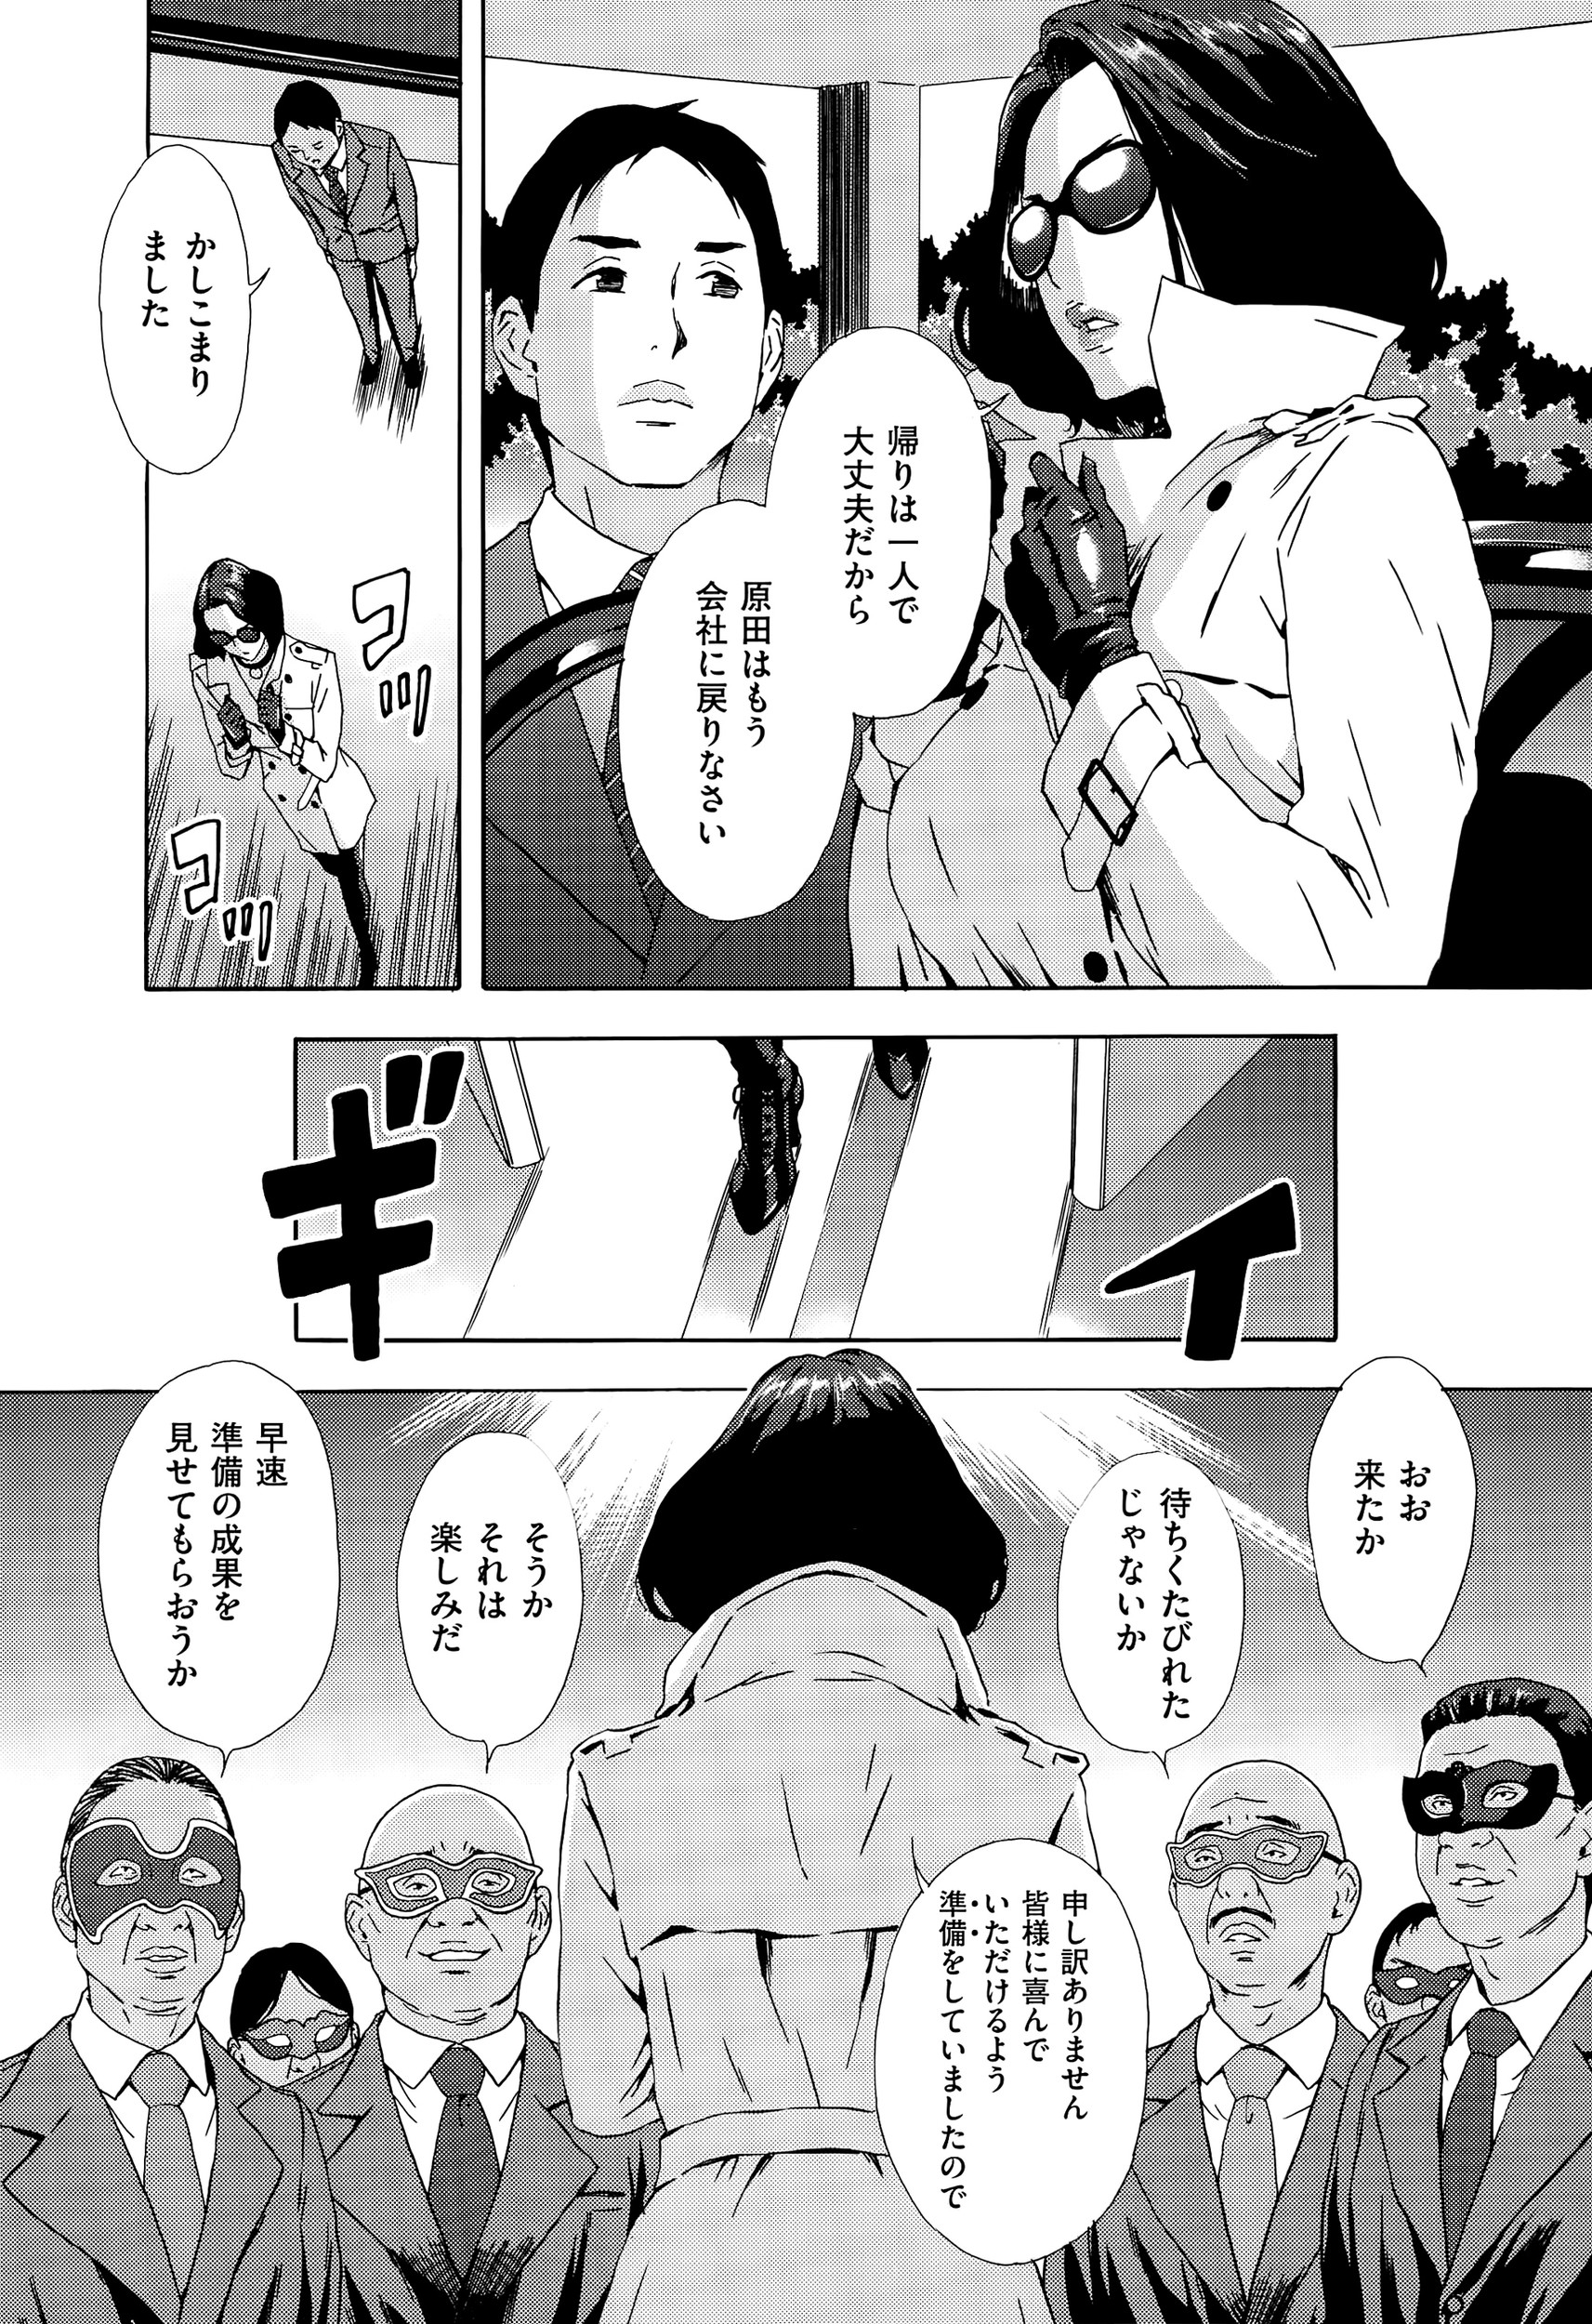 帰りは一人で
大丈夫だから
原田はもう
会社に戻りなさい
かしこまり
ました
コッ
コッ
ギイ
おお
来たか
待ちくたびれた
じゃないか
申し訳ありません
皆様に喜んで
いただけるよう
準備をしていましたので
そうか
それは
楽しみだ
早速
準備の成果を
見せてもらおうか